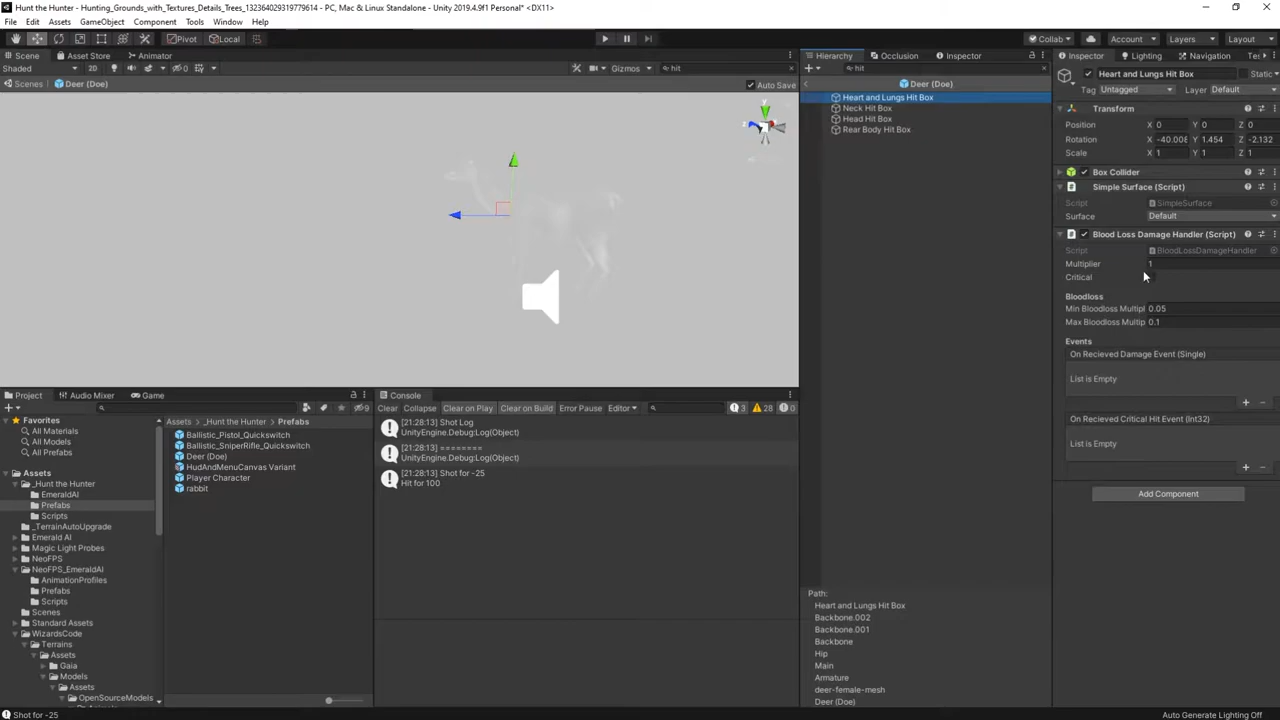 Hunt the Hunter - Hunting_Grounds_with_Textures_Details_Trees_132364029319779614 - PC, Mac & Linux Standalone - Unity 2019.4.9f1 Personal* <DX11>
File Edit Assets GameObject Component Tools Window Help
Pivot Local Collab Account Layers Layout
Scene Asset Store Animator
Shaded 2D 0 Gizmos hit
Scenes Deer (Doe) Auto Save
y
z
Hierarchy Occlusion Inspector
hit
Deer (Doe)
Heart and Lungs Hit Box
Neck Hit Box
Head Hit Box
Rear Body Hit Box
Path:
Heart and Lungs Hit Box
Backbone.002
Backbone.001
Backbone
Hip
Main
Armature
deer-female-mesh
Deer (Doe)
Inspector Lighting Navigation
Heart and Lungs Hit Box Static
Tag Untagged Layer Default
Transform
Position X 0 Y 0 Z 0
Rotation X -40.008 Y 1.454 Z -2.132
Scale X 1 Y 1 Z 1
Box Collider
Simple Surface (Script)
Script SimpleSurface
Surface Default
Blood Loss Damage Handler (Script)
Script BloodLossDamageHandler
Multiplier 1
Critical
Bloodloss
Min Bloodloss Multipl 0.05
Max Bloodloss Multip 0.1
Events
On Recieved Damage Event (Single)
List is Empty
On Recieved Critical Hit Event (Int32)
List is Empty
Add Component
Project Audio Mixer Game
9
Favorites
All Materials
All Models
All Prefabs
Assets
_Hunt the Hunter
EmeraldAI
Prefabs
Scripts
_TerrainAutoUpgrade
Emerald AI
Magic Light Probes
NeoFPS
NeoFPS_EmeraldAI
AnimationProfiles
Prefabs
Scripts
Scenes
Standard Assets
WizardsCode
Terrains
Assets
Gaia
Models
Assets
OpenSourceModels
Assets _Hunt the Hunter Prefabs
Ballistic_Pistol_Quickswitch
Ballistic_SniperRifle_Quickswitch
Deer (Doe)
HudAndMenuCanvas Variant
Player Character
rabbit
Console
Clear Collapse Clear on Play Clear on Build Error Pause Editor 3 28 0
[21:28:13] Shot Log
UnityEngine.Debug:Log(Object)
[21:28:13] ========
UnityEngine.Debug:Log(Object)
[21:28:13] Shot for -25
Hit for 100
Shot for -25 Auto Generate Lighting Off